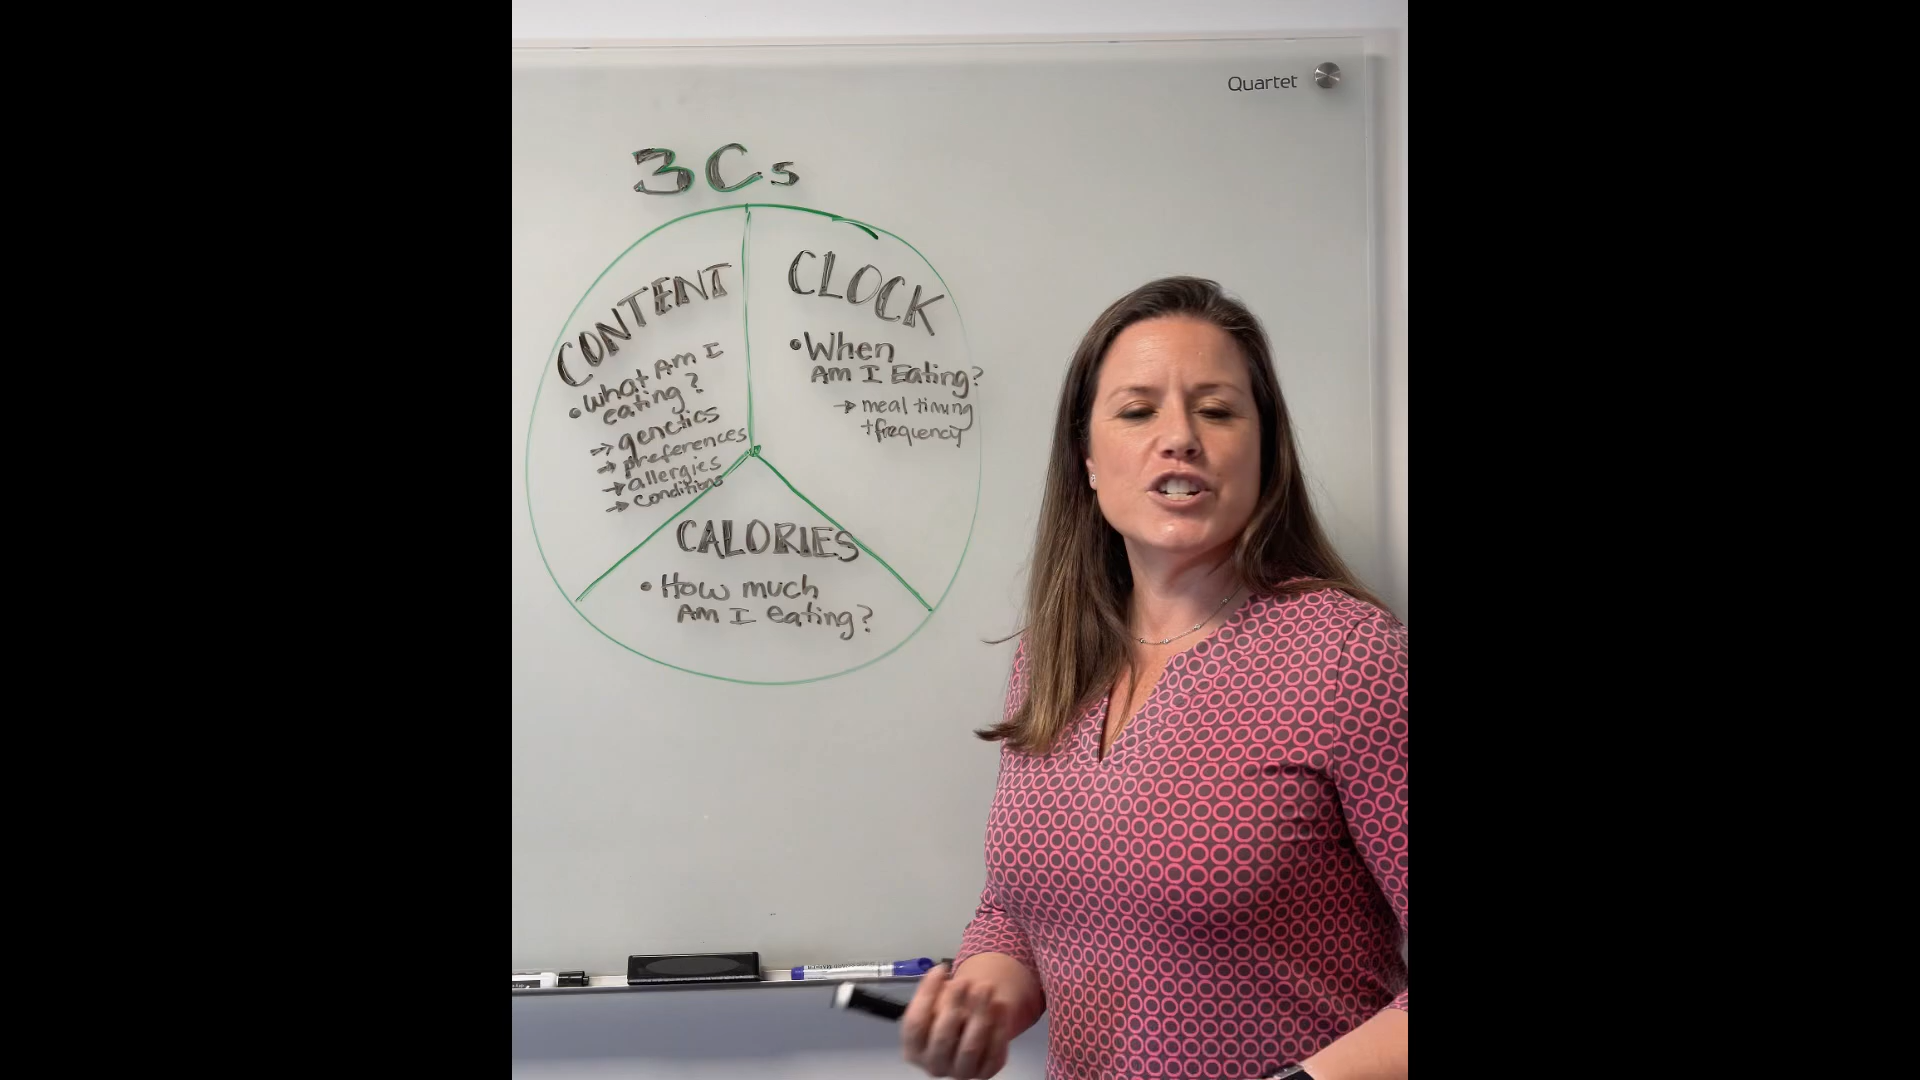 Quartet
3Cs
CONTENT
• What Am I
eating?
→ genetics
→ preferences
→ allergies
→ conditions
CLOCK
• When
Am I Eating?
→ meal timing
+ frequency
CALORIES
• How much
Am I eating?